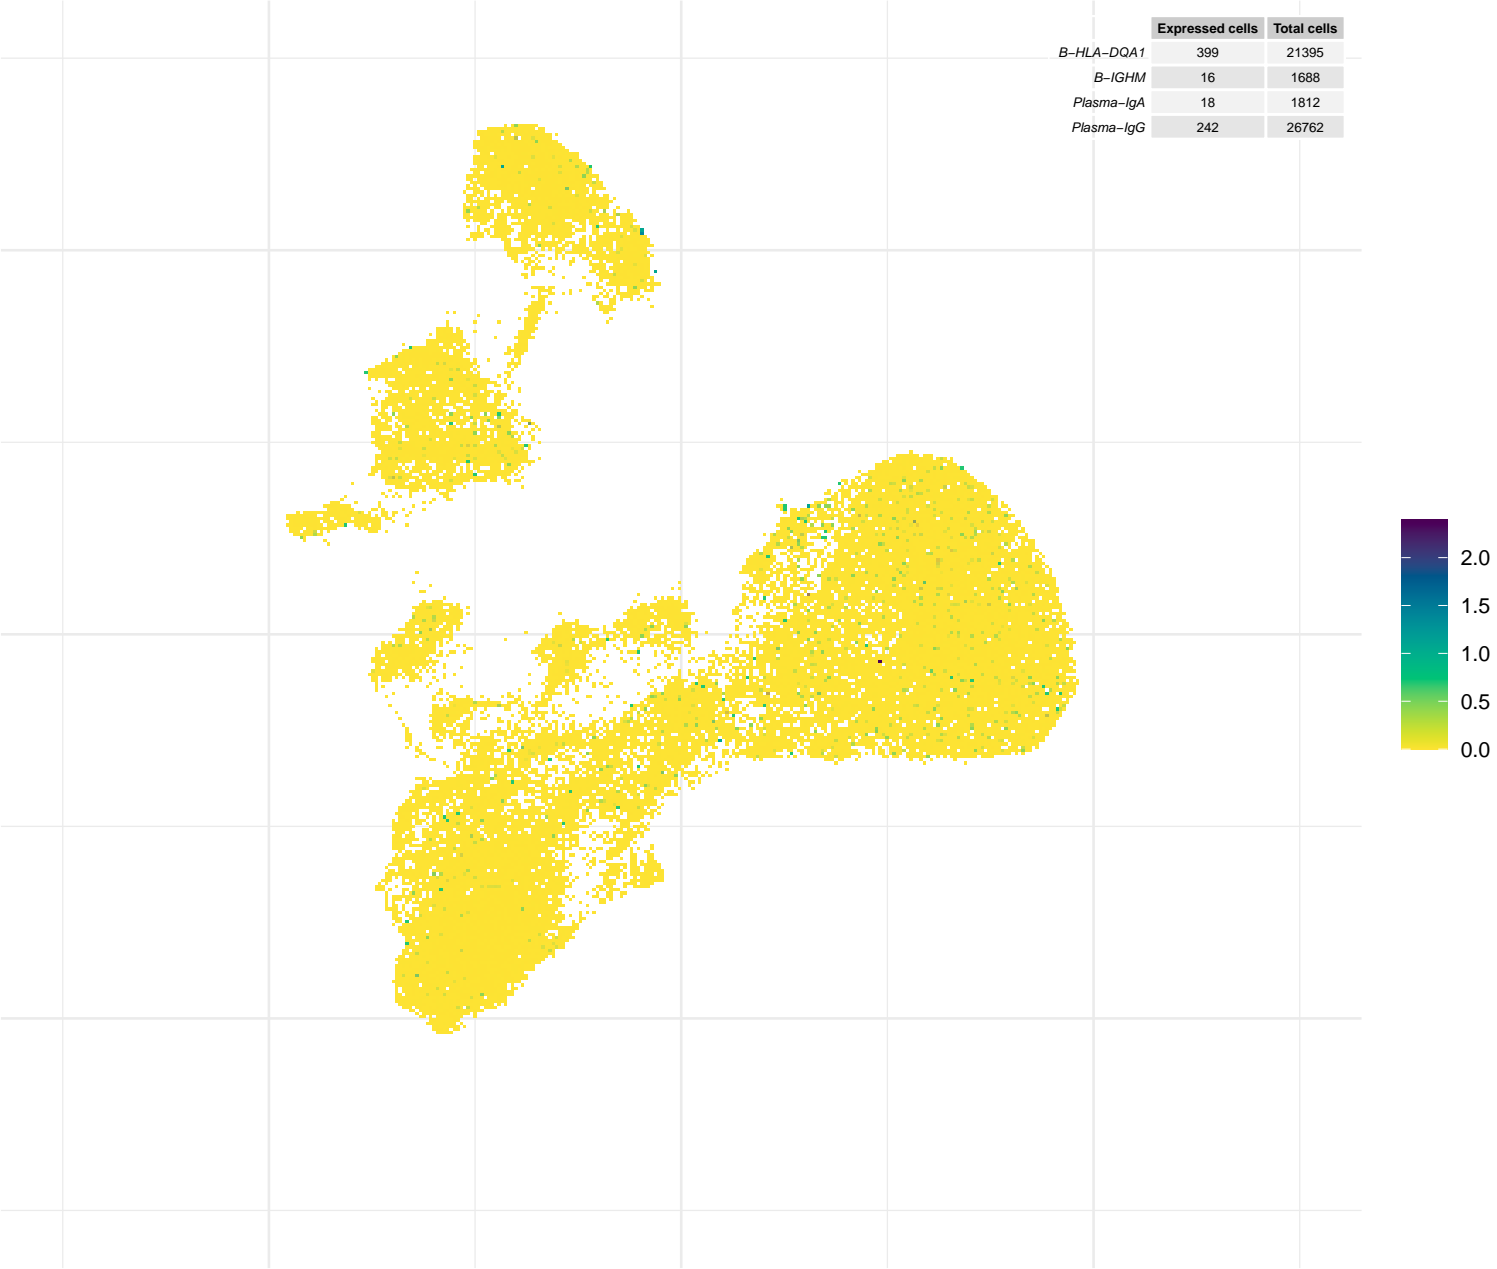 Expressed cells Total cells
B−HLA−DQA1 399 21395
B−IGHM 16 1688
Plasma−IgA 18 1812
Plasma−IgG 242 26762
2.0
1.5
1.0
0.5
0.0